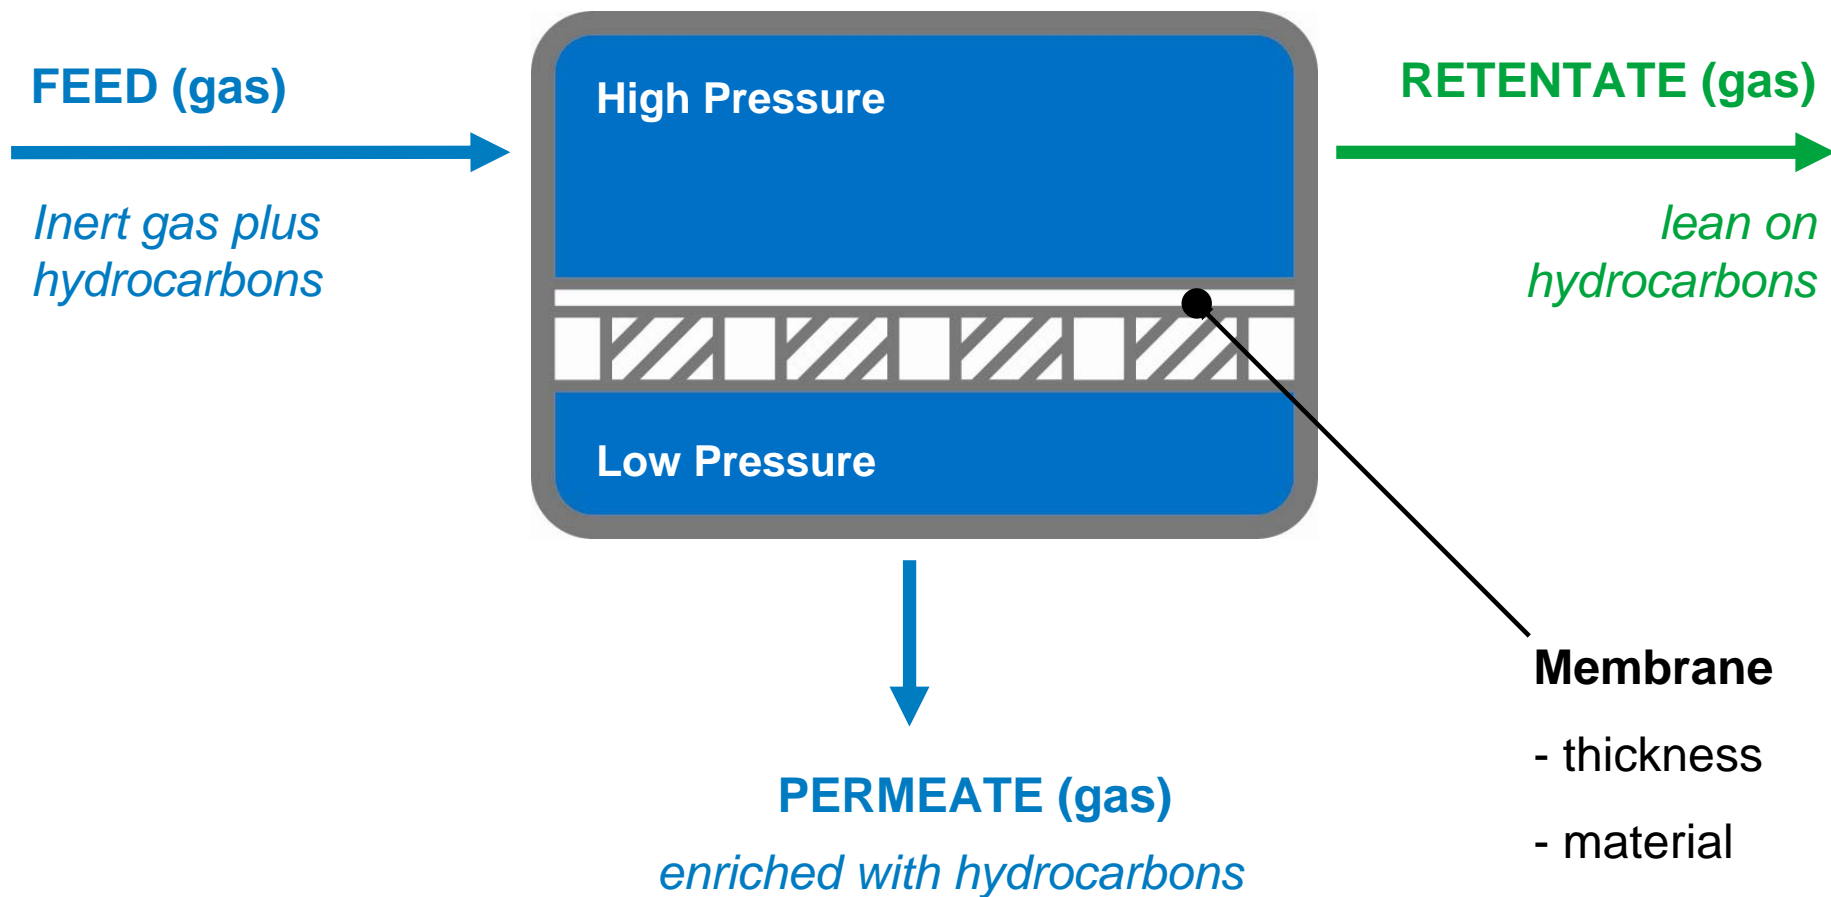 FEED (gas)
Inert gas plus
hydrocarbons
High Pressure
Low Pressure
RETENTATE (gas)
lean on
hydrocarbons
PERMEATE (gas)
enriched with hydrocarbons
Membrane
- thickness
- material